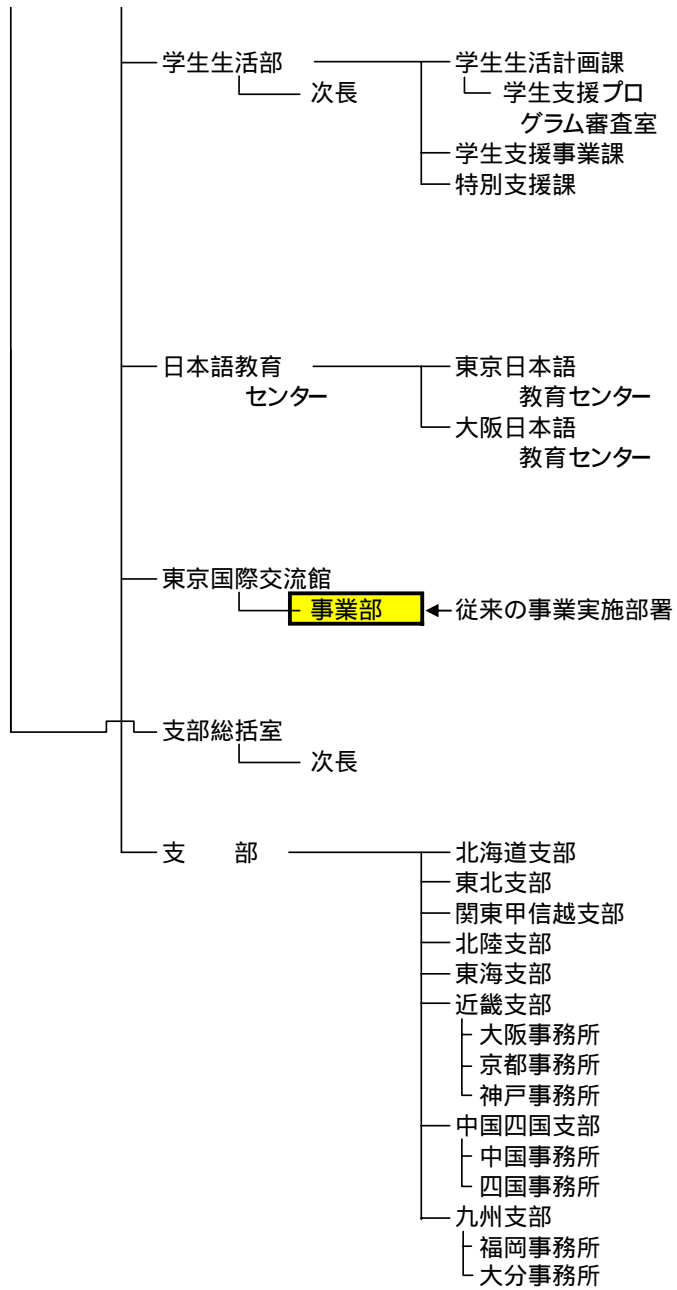 学生生活部 学生生活計画課
次長 学生支援プロ
グラム審査室
学生支援事業課
特別支援課
日本語教育 東京日本語
センター 教育センター
大阪日本語
教育センター
東京国際交流館
事業部 従来の事業実施部署
支部総括室
次長
支 部 北海道支部
東北支部
関東甲信越支部
北陸支部
東海支部
近畿支部
大阪事務所
京都事務所
神戸事務所
中国四国支部
中国事務所
四国事務所
九州支部
福岡事務所
大分事務所